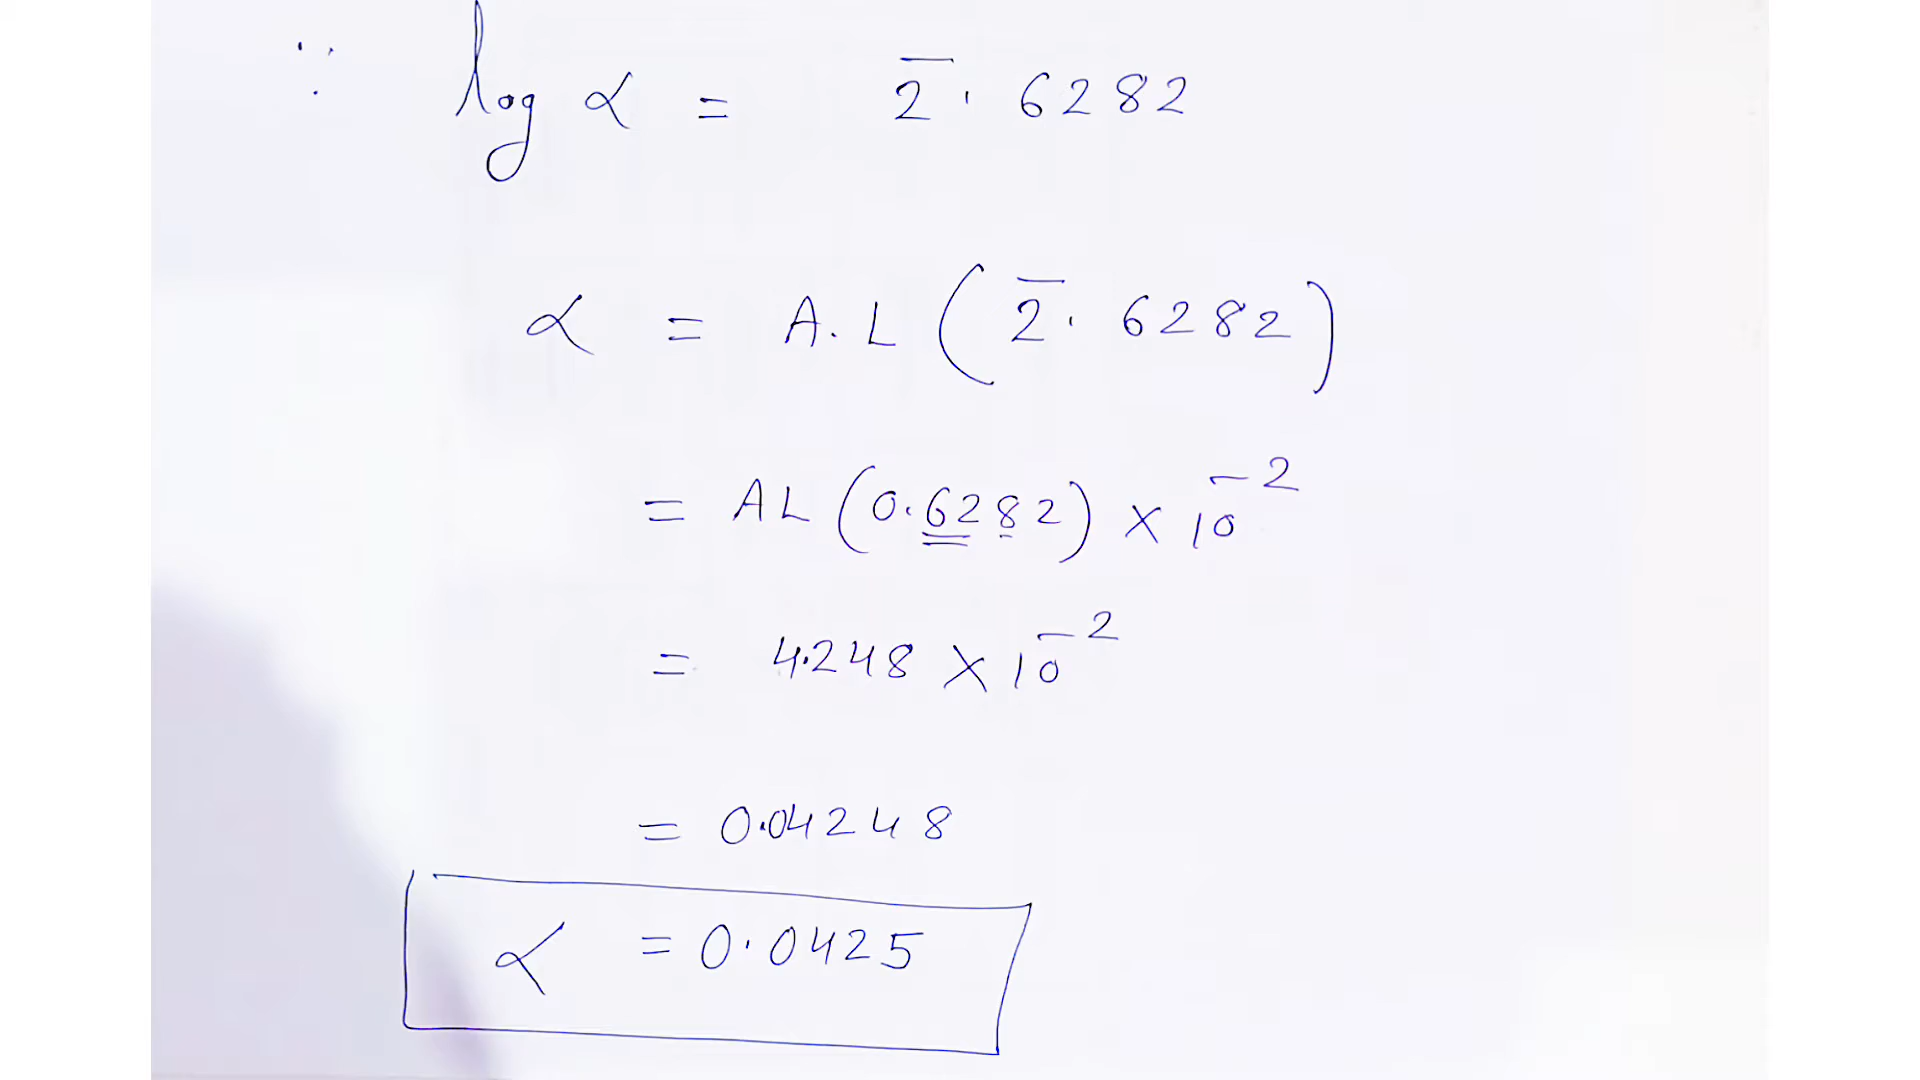 ∵ log α = 2̅.6282
α = A.L (2̅.6282)
= AL (0.6282) × 10⁻²
= 4.248 × 10⁻²
= 0.04248
α = 0.0425